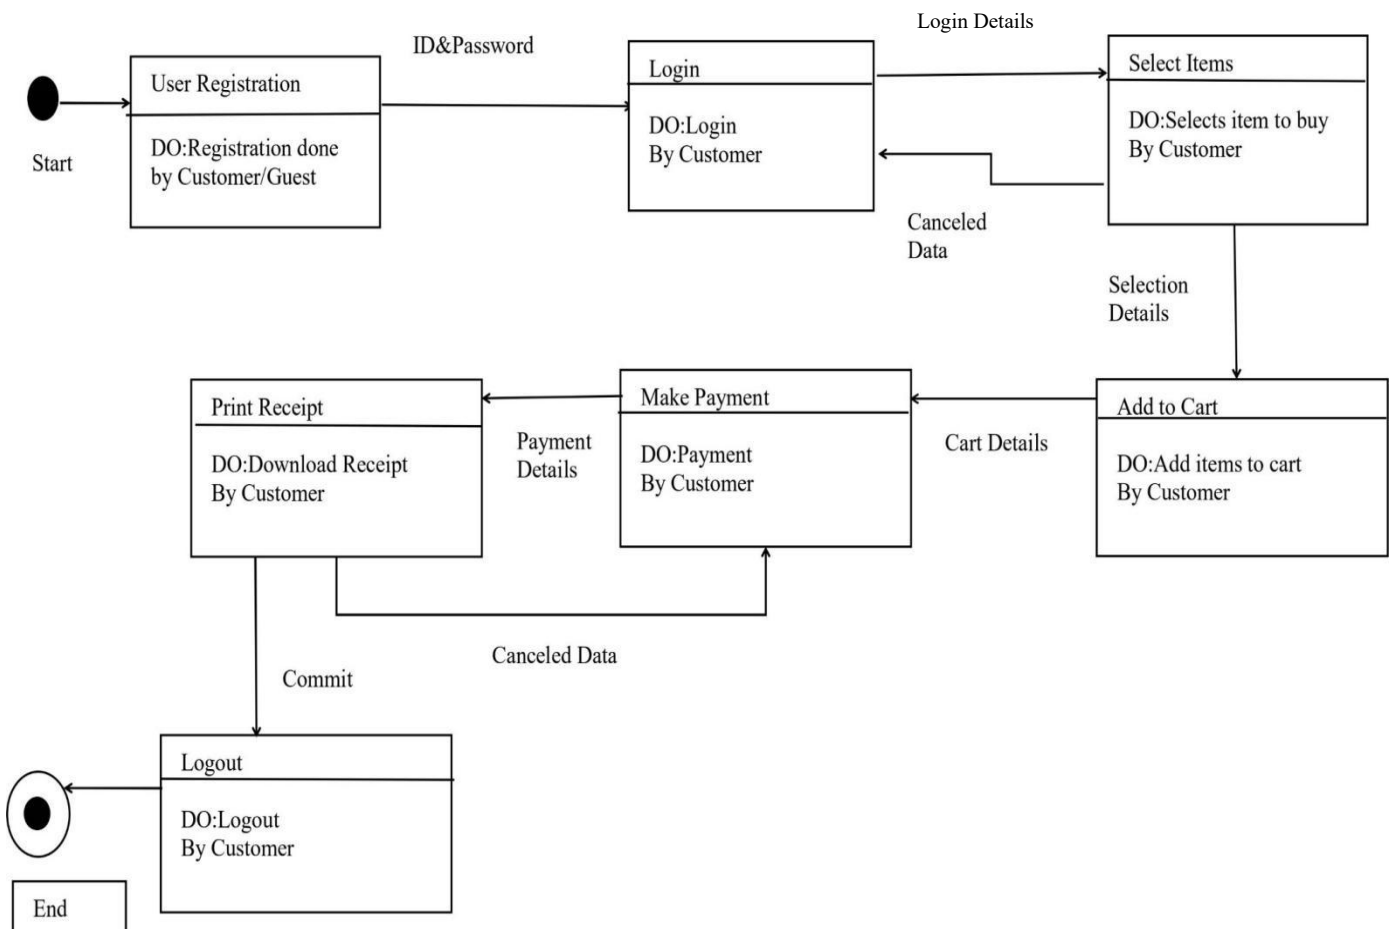 Login Details
ID&Password
User Registration
DO:Registration done
by Customer/Guest
Start
Login
DO:Login
By Customer
Select Items
DO:Selects item to buy
By Customer
Canceled
Data
Selection
Details
Print Receipt
DO:Download Receipt
By Customer
Payment
Details
Make Payment
DO:Payment
By Customer
Cart Details
Add to Cart
DO:Add items to cart
By Customer
Canceled Data
Commit
Logout
DO:Logout
By Customer
End